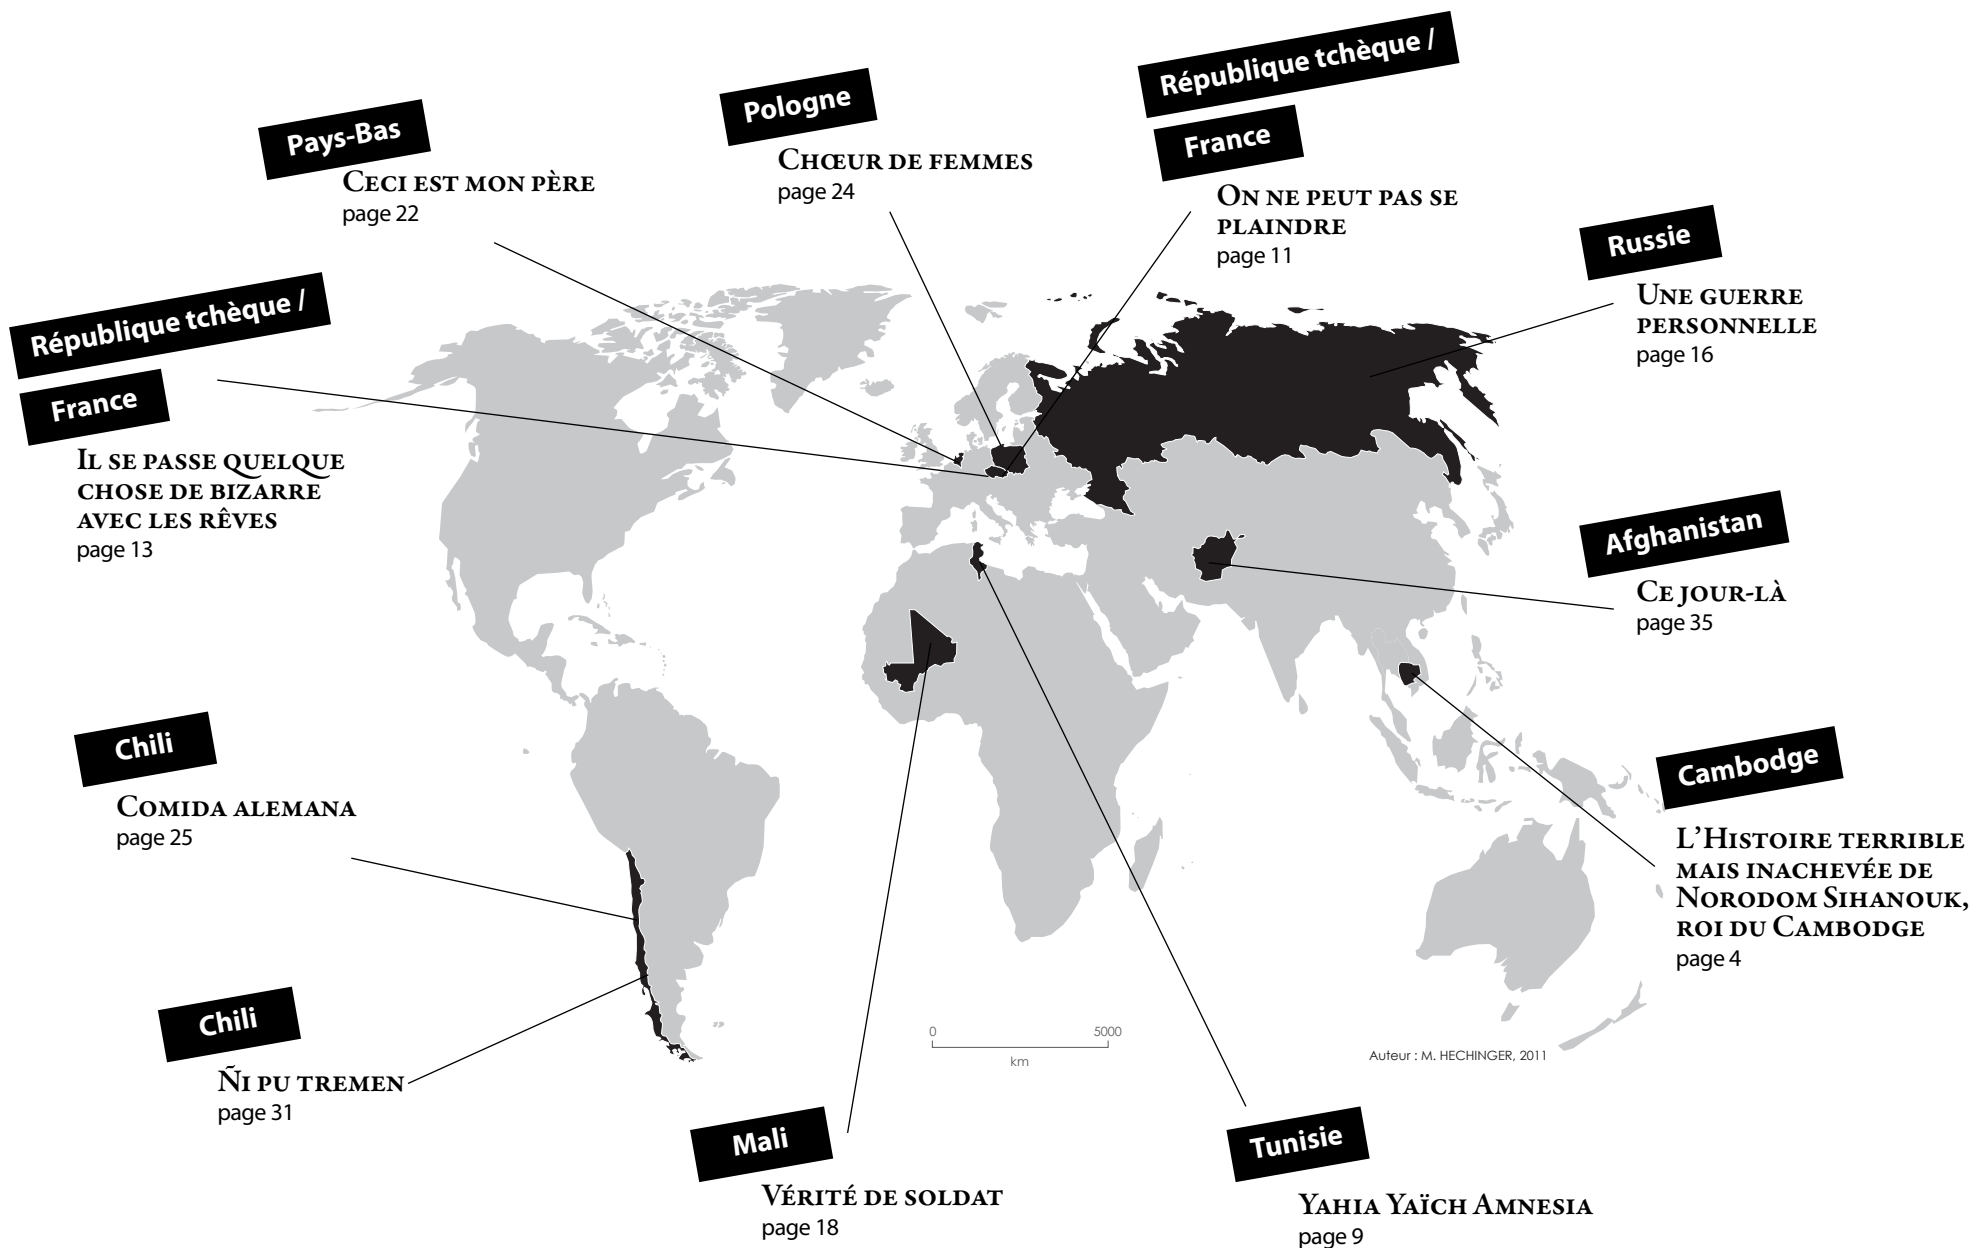 République tchèque /
France
On ne peut pas se
plaindre
page 11
Pologne
Chœur de femmes
page 24
Pays-Bas
Ceci est mon père
page 22
Russie
Une guerre
personnelle
page 16
République tchèque /
France
Il se passe quelque
chose de bizarre
avec les rêves
page 13
Afghanistan
Ce jour-là
page 35
Chili
Comida alemana
page 25
Cambodge
L’Histoire terrible
mais inachevée de
Norodom Sihanouk,
roi du Cambodge
page 4
Chili
Ñi pu tremen
page 31
0 5000
km
Auteur : M. HECHINGER, 2011
Mali
Vérité de soldat
page 18
Tunisie
Yahia Yaïch Amnesia
page 9